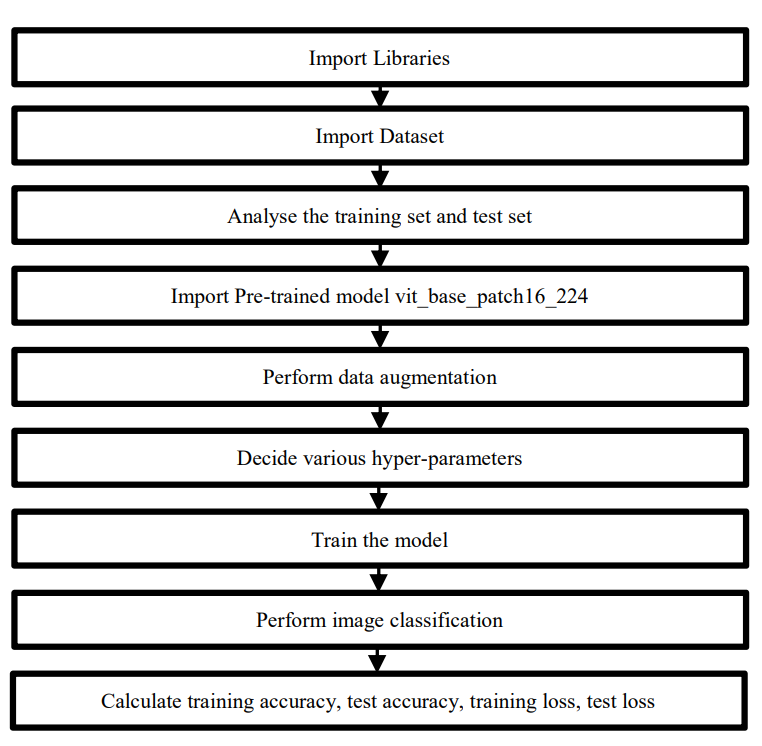 Import Libraries
Import Dataset
Analyse the training set and test set
Import Pre-trained model vit_base_patch16_224
Perform data augmentation
Decide various hyper-parameters
Train the model
Perform image classification
Calculate training accuracy, test accuracy, training loss, test loss